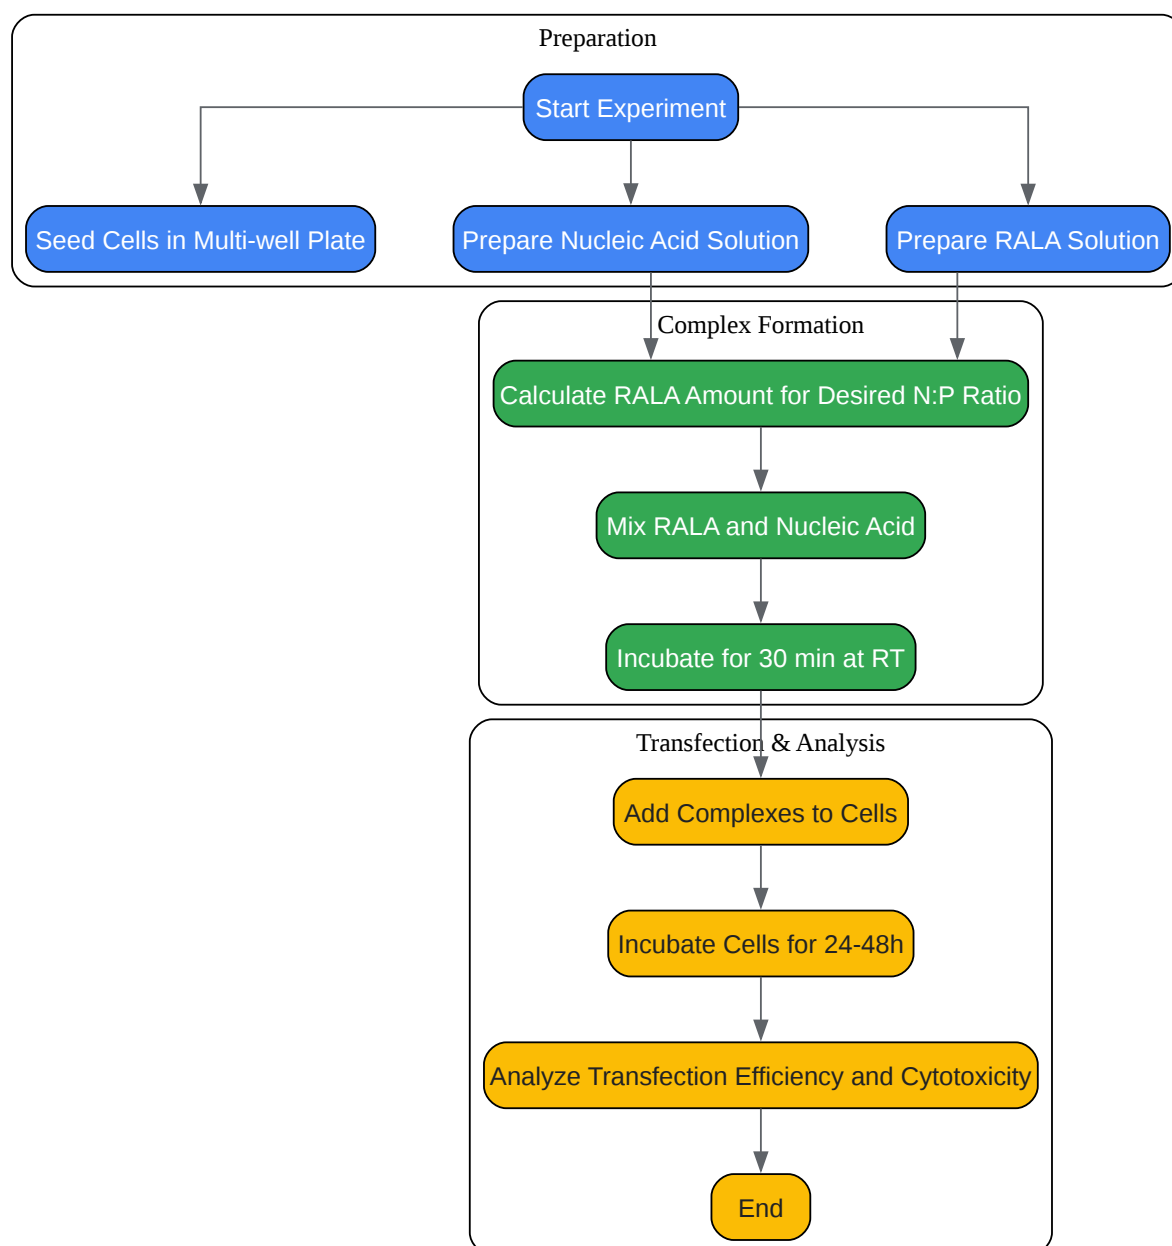 Preparation
Start Experiment
Seed Cells in Multi-well Plate
Prepare Nucleic Acid Solution
Prepare RALA Solution
Complex Formation
Calculate RALA Amount for Desired N:P Ratio
Mix RALA and Nucleic Acid
Incubate for 30 min at RT
Transfection & Analysis
Add Complexes to Cells
Incubate Cells for 24-48h
Analyze Transfection Efficiency and Cytotoxicity
End